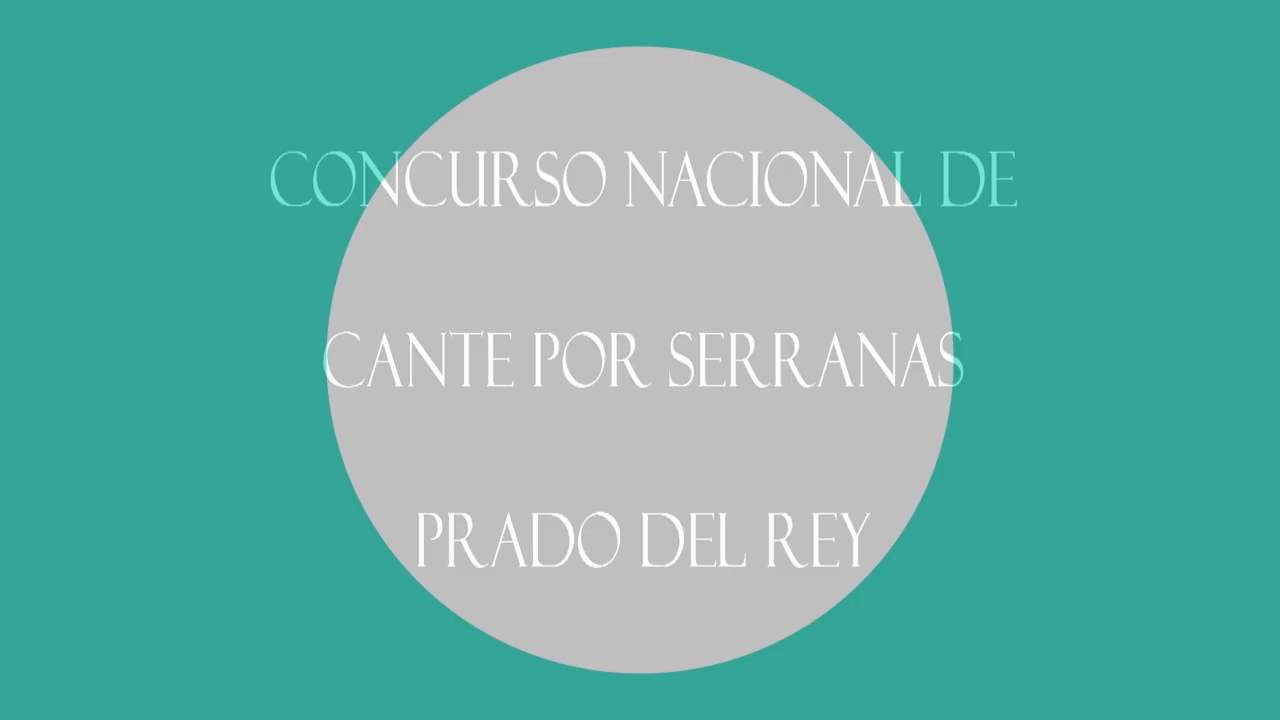 CONCURSO NACIONAL DE
CANTE POR SERRANAS
PRADO DEL REY